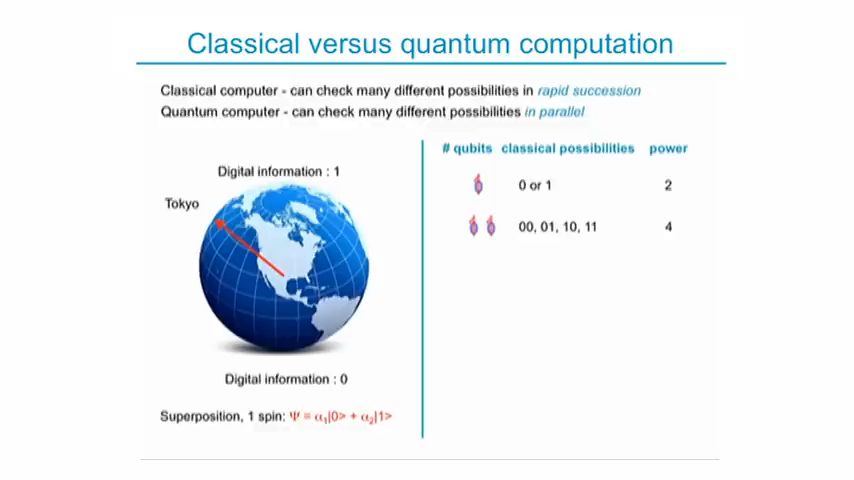 Classical versus quantum computation
Classical computer - can check many different possibilities in rapid succession
Quantum computer - can check many different possibilities in parallel
Digital information : 1
Tokyo
Digital information : 0
Superposition, 1 spin: Ψ = α₁|0> + α₂|1>
# qubits classical possibilities power
0 or 1 2
00, 01, 10, 11 4